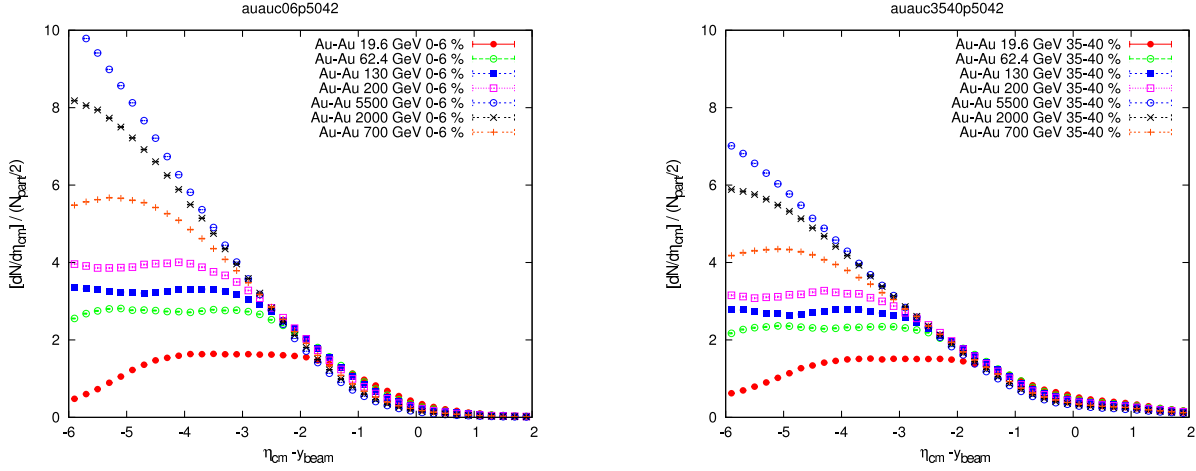 auauc06p5042
[dN/dηcm] / (Npart/2)
10
8
6
4
2
0
Au-Au 19.6 GeV 0-6 %
Au-Au 62.4 GeV 0-6 %
Au-Au 130 GeV 0-6 %
Au-Au 200 GeV 0-6 %
Au-Au 5500 GeV 0-6 %
Au-Au 2000 GeV 0-6 %
Au-Au 700 GeV 0-6 %
-6 -5 -4 -3 -2 -1 0 1 2
ηcm -ybeam
auauc3540p5042
[dN/dηcm] / (Npart/2)
10
8
6
4
2
0
Au-Au 19.6 GeV 35-40 %
Au-Au 62.4 GeV 35-40 %
Au-Au 130 GeV 35-40 %
Au-Au 200 GeV 35-40 %
Au-Au 5500 GeV 35-40 %
Au-Au 2000 GeV 35-40 %
Au-Au 700 GeV 35-40 %
-6 -5 -4 -3 -2 -1 0 1 2
ηcm -ybeam